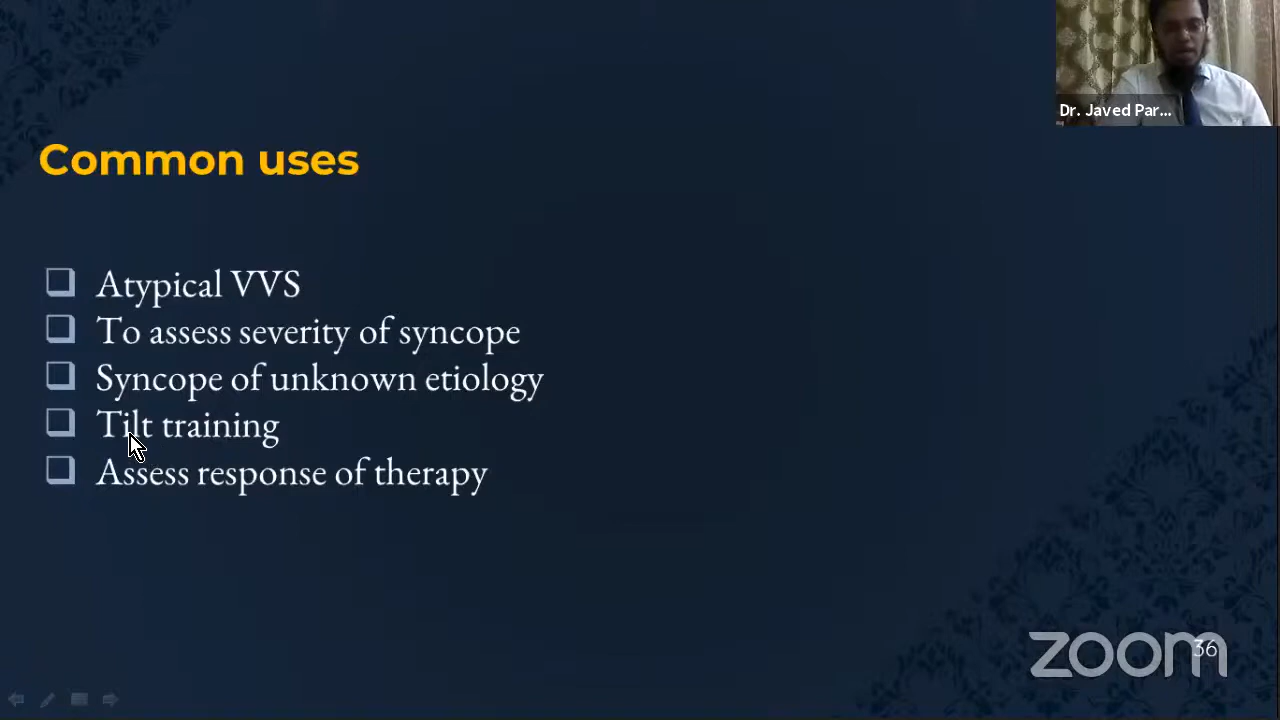 Dr. Javed Par...
Common uses
Atypical VVS
To assess severity of syncope
Syncope of unknown etiology
Tilt training
Assess response of therapy
36
zoom